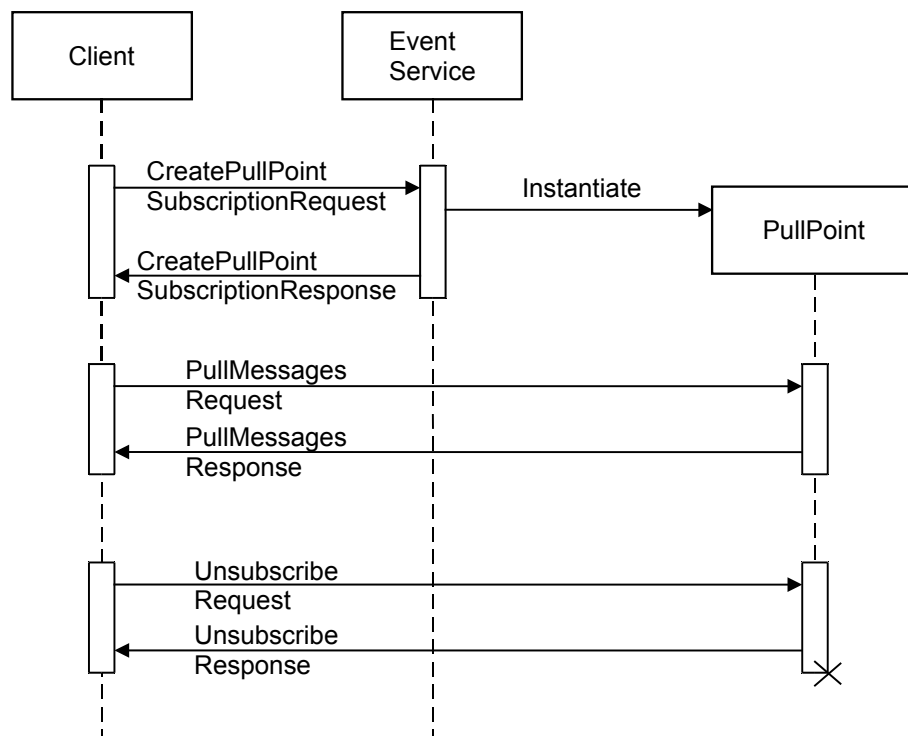 Client
Event
Service
CreatePullPoint
SubscriptionRequest
Instantiate
PullPoint
CreatePullPoint
SubscriptionResponse
PullMessages
Request
PullMessages
Response
Unsubscribe
Request
Unsubscribe
Response